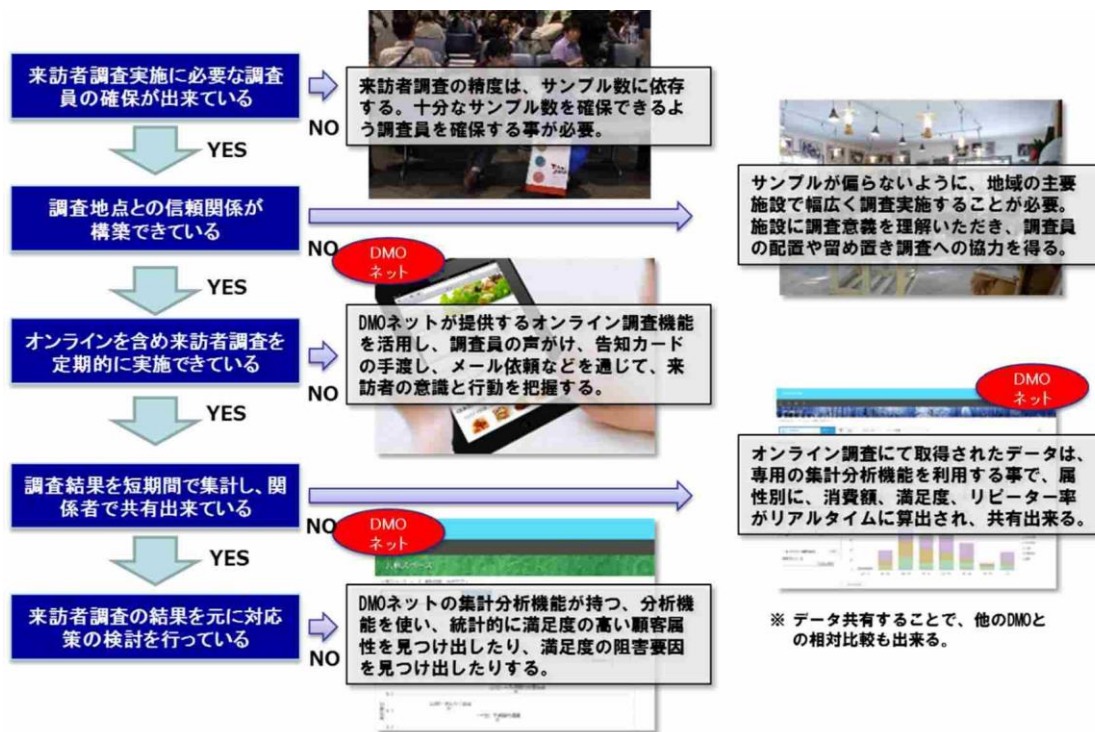 来訪者調査実施に必要な調査
員の確保が出来ている
NO
来訪者調査の精度は、サンプル数に依存
する。十分なサンプル数を確保できるよ
う調査員を確保する事が必要。
YES
調査地点との信頼関係が
構築できている
NO
サンプルが偏らないように、地域の主要
施設で幅広く調査実施することが必要。
施設に調査意義を理解いただき、調査員
の配置や留め置き調査への協力を得る。
YES
オンラインを含め来訪者調査を
定期的に実施できている
NO
DMO
ネット
DMOネットが提供するオンライン調査機能
を活用し、調査員の声がけ、告知カード
の手渡し、メール依頼などを通じて、来
訪者の意識と行動を把握する。
YES
調査結果を短期間で集計し、関
係者で共有出来ている
NO
DMO
ネット
オンライン調査にて取得されたデータは、
専用の集計分析機能を利用する事で、属
性別に、消費額、満足度、リピーター率
がリアルタイムに算出され、共有出来る。
※ データ共有することで、他のDMOと
の相対比較も出来る。
YES
来訪者調査の結果を元に対応
策の検討を行っている
NO
DMO
ネット
DMOネットの集計分析機能が持つ、分析機
能を使い、統計的に満足度の高い顧客属
性を見つけ出したり、満足度の阻害要因
を見つけ出したりする。